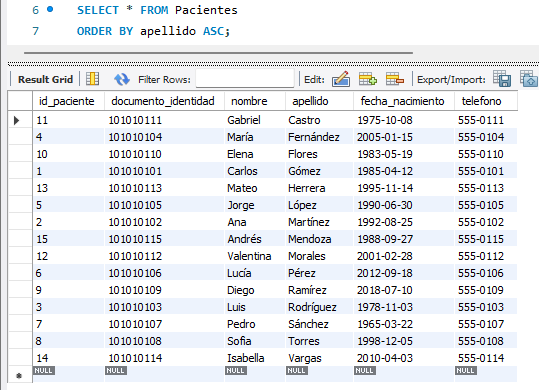 6 SELECT * FROM Pacientes
7 ORDER BY apellido ASC;
Result Grid Filter Rows: Edit: Export/Import:
id_paciente documento_identidad nombre apellido fecha_nacimiento telefono
11 101010111 Gabriel Castro 1975-10-08 555-0111
4 101010104 María Fernández 2005-01-15 555-0104
10 101010110 Elena Flores 1983-05-19 555-0110
1 101010101 Carlos Gómez 1985-04-12 555-0101
13 101010113 Mateo Herrera 1995-11-14 555-0113
5 101010105 Jorge López 1990-06-30 555-0105
2 101010102 Ana Martínez 1992-08-25 555-0102
15 101010115 Andrés Mendoza 1988-09-27 555-0115
12 101010112 Valentina Morales 2001-02-28 555-0112
6 101010106 Lucía Pérez 2012-09-18 555-0106
9 101010109 Diego Ramírez 2018-07-10 555-0109
3 101010103 Luis Rodríguez 1978-11-03 555-0103
7 101010107 Pedro Sánchez 1965-03-22 555-0107
8 101010108 Sofia Torres 1998-12-05 555-0108
14 101010114 Isabella Vargas 2010-04-03 555-0114
NULL NULL NULL NULL NULL NULL